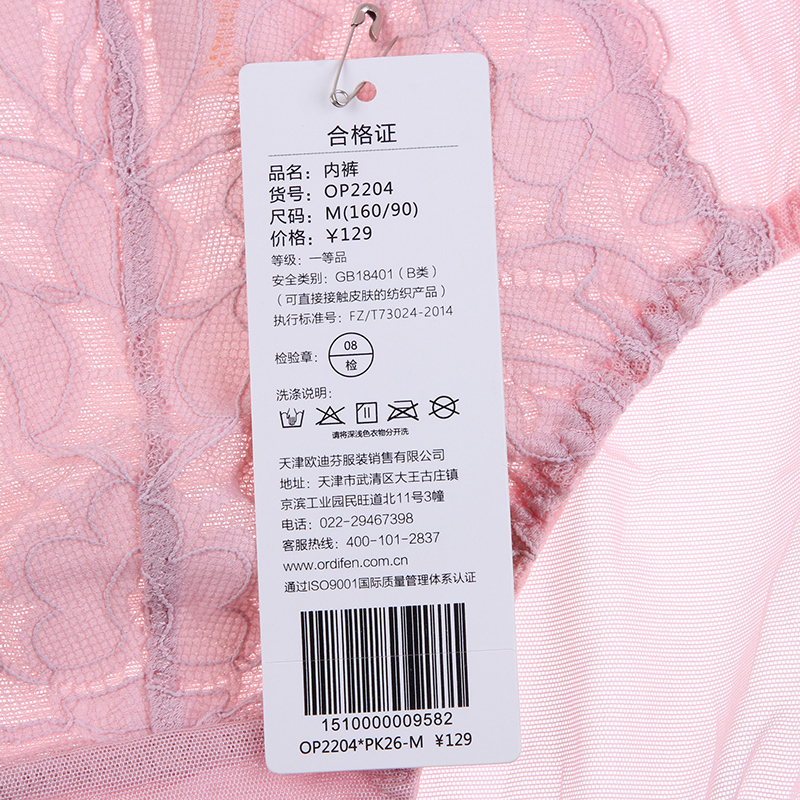 合格证
品名：内裤
货号：OP2204
尺码：M(160/90)
价格：￥129
等级：一等品
安全类别：GB18401（B类）
（可直接接触皮肤的纺织产品）
执行标准号：FZ/T73024-2014
检验章：
08
检
洗涤说明：
请将深浅色衣物分开洗
天津欧迪芬服装销售有限公司
地址：天津市武清区大王古庄镇
京滨工业园民旺道北11号3幢
电话：022-29467398
客服热线：400-101-2837
www.ordifen.com.cn
通过ISO9001国际质量管理体系认证
1510000009582
OP2204*PK26-M ￥129